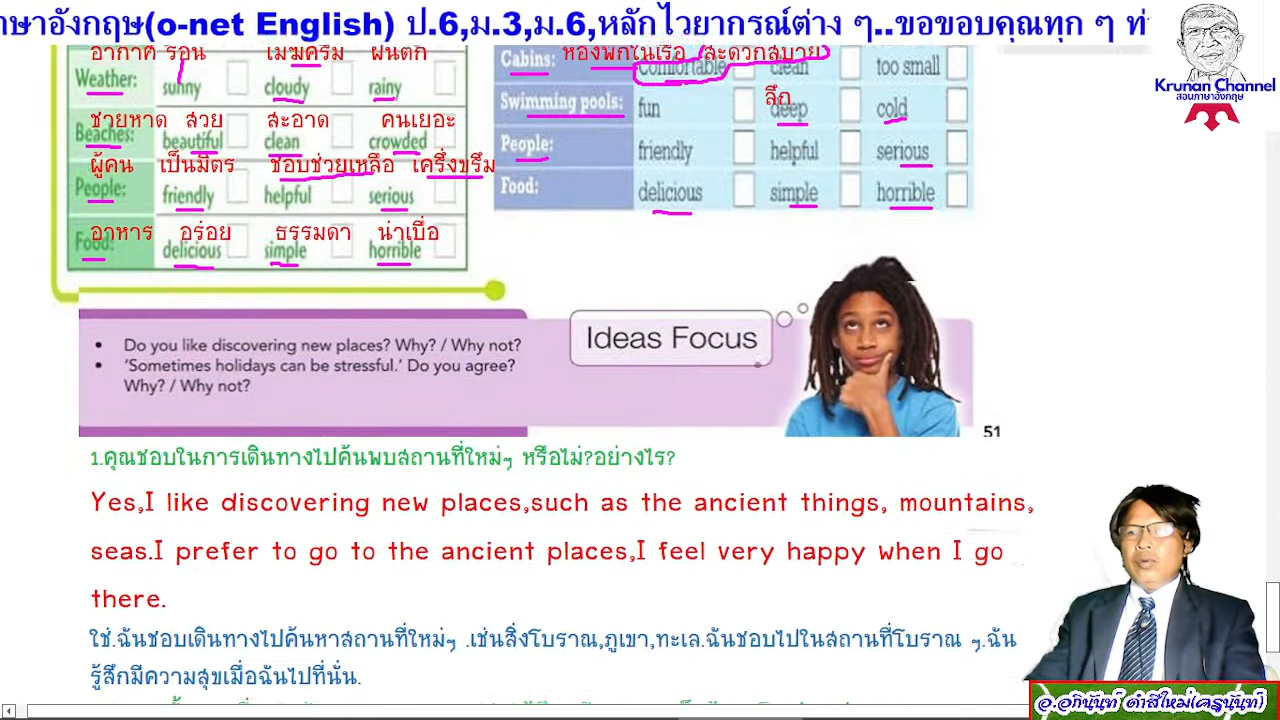 าษาอังกฤษ(o-net English) ป.6,ม.3,ม.6,หลักไวยากรณ์ต่าง ๆ..ขอขอบคุณทุก ๆ ท่
Krunan Channel
สอนภาษาอังกฤษ
อากาศ ร้อน เมฆครึ้ม ฝนตก
Weather: sunny cloudy rainy
ชายหาด สวย สะอาด คนเยอะ
Beaches: beautiful clean crowded
ผู้คน เป็นมิตร ชอบช่วยเหลือ เคร่งขรึม
People: friendly helpful serious
อาหาร อร่อย ธรรมดา น่าเบื่อ
Food: delicious simple horrible
ห้องพักในเรือ สะดวกสบาย
Cabins: comfortable clean too small
ลึก
Swimming pools: fun deep cold
People: friendly helpful serious
Food: delicious simple horrible
Ideas Focus
• Do you like discovering new places? Why? / Why not?
• 'Sometimes holidays can be stressful.' Do you agree?
Why? / Why not?
51
1.คุณชอบในการเดินทางไปค้นพบสถานที่ใหม่ๆ หรือไม่?อย่างไร?
Yes,I like discovering new places,such as the ancient things, mountains,
seas.I prefer to go to the ancient places,I feel very happy when I go
there.
ใช่.ฉันชอบเดินทางไปค้นหาสถานที่ใหม่ๆ .เช่นสิ่งโบราณ,ภูเขา,ทะเล.ฉันชอบไปในสถานที่โบราณ ๆ.ฉัน
รู้สึกมีความสุขเมื่อฉันไปที่นั่น.
อ.อภินันท์ คำสีใหม่(ครูนันท์)